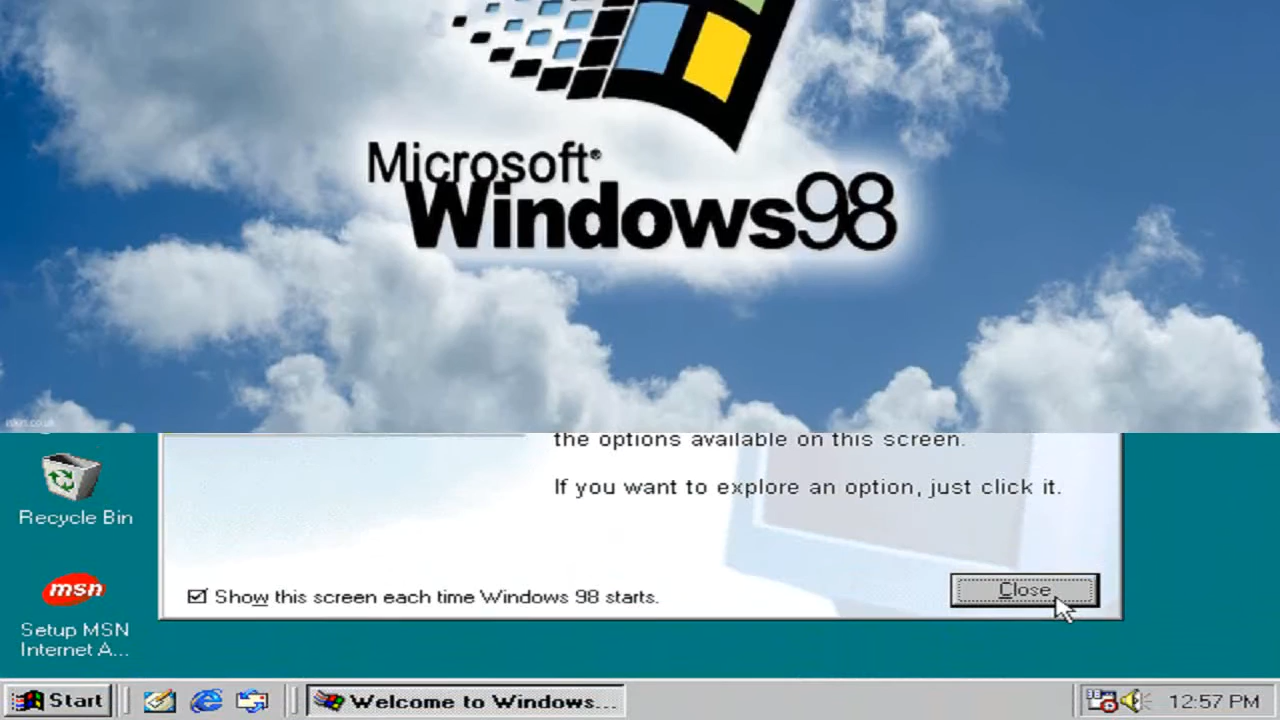 Microsoft®
Windows98
the options available on this screen.
If you want to explore an option, just click it.
Recycle Bin
msn
Setup MSN
Internet A...
Show this screen each time Windows 98 starts.
Close
Start
Welcome to Windows...
12:57 PM